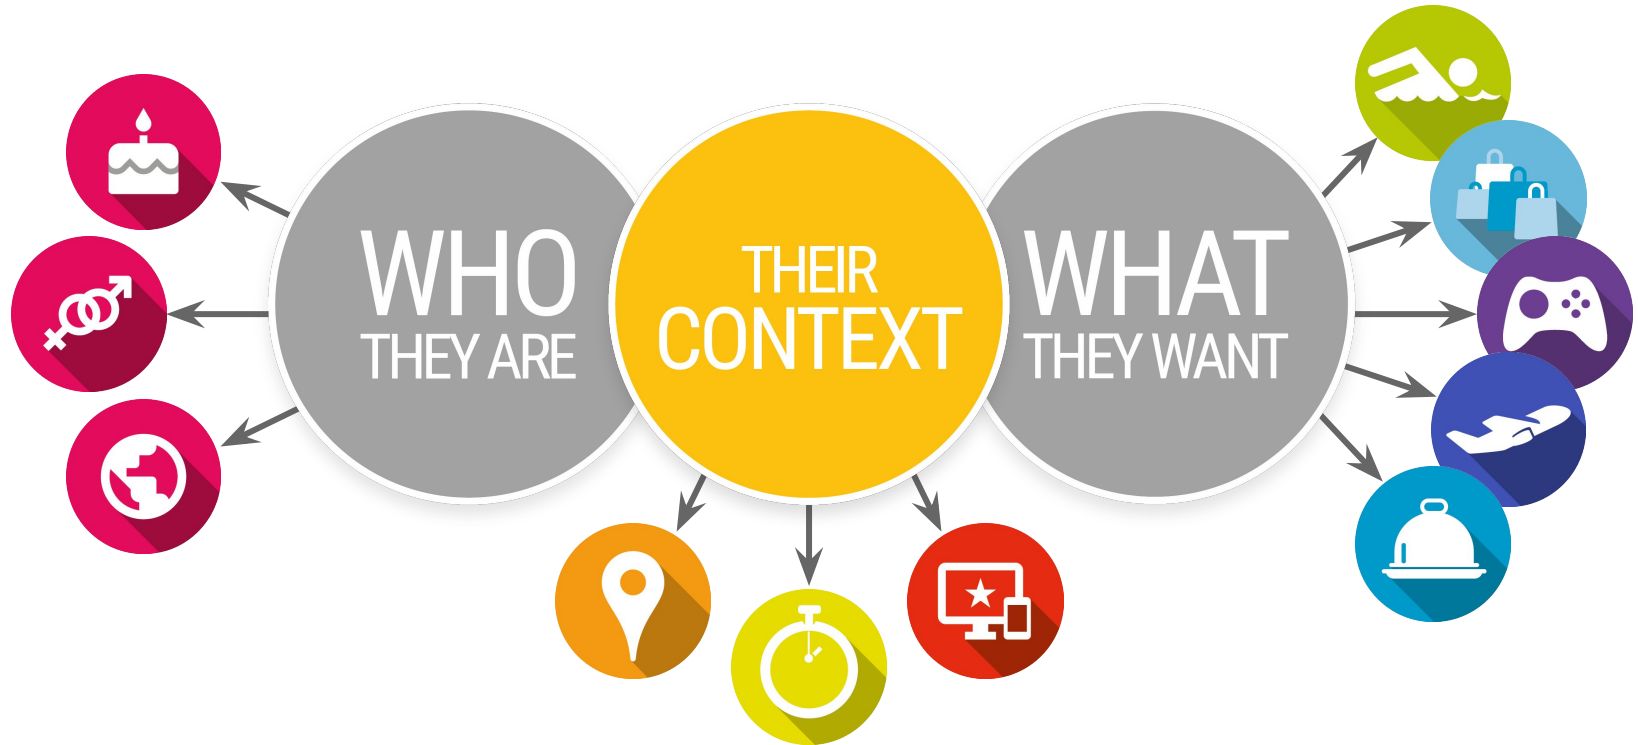 WHO
THEY ARE
THEIR
CONTEXT
WHAT
THEY WANT